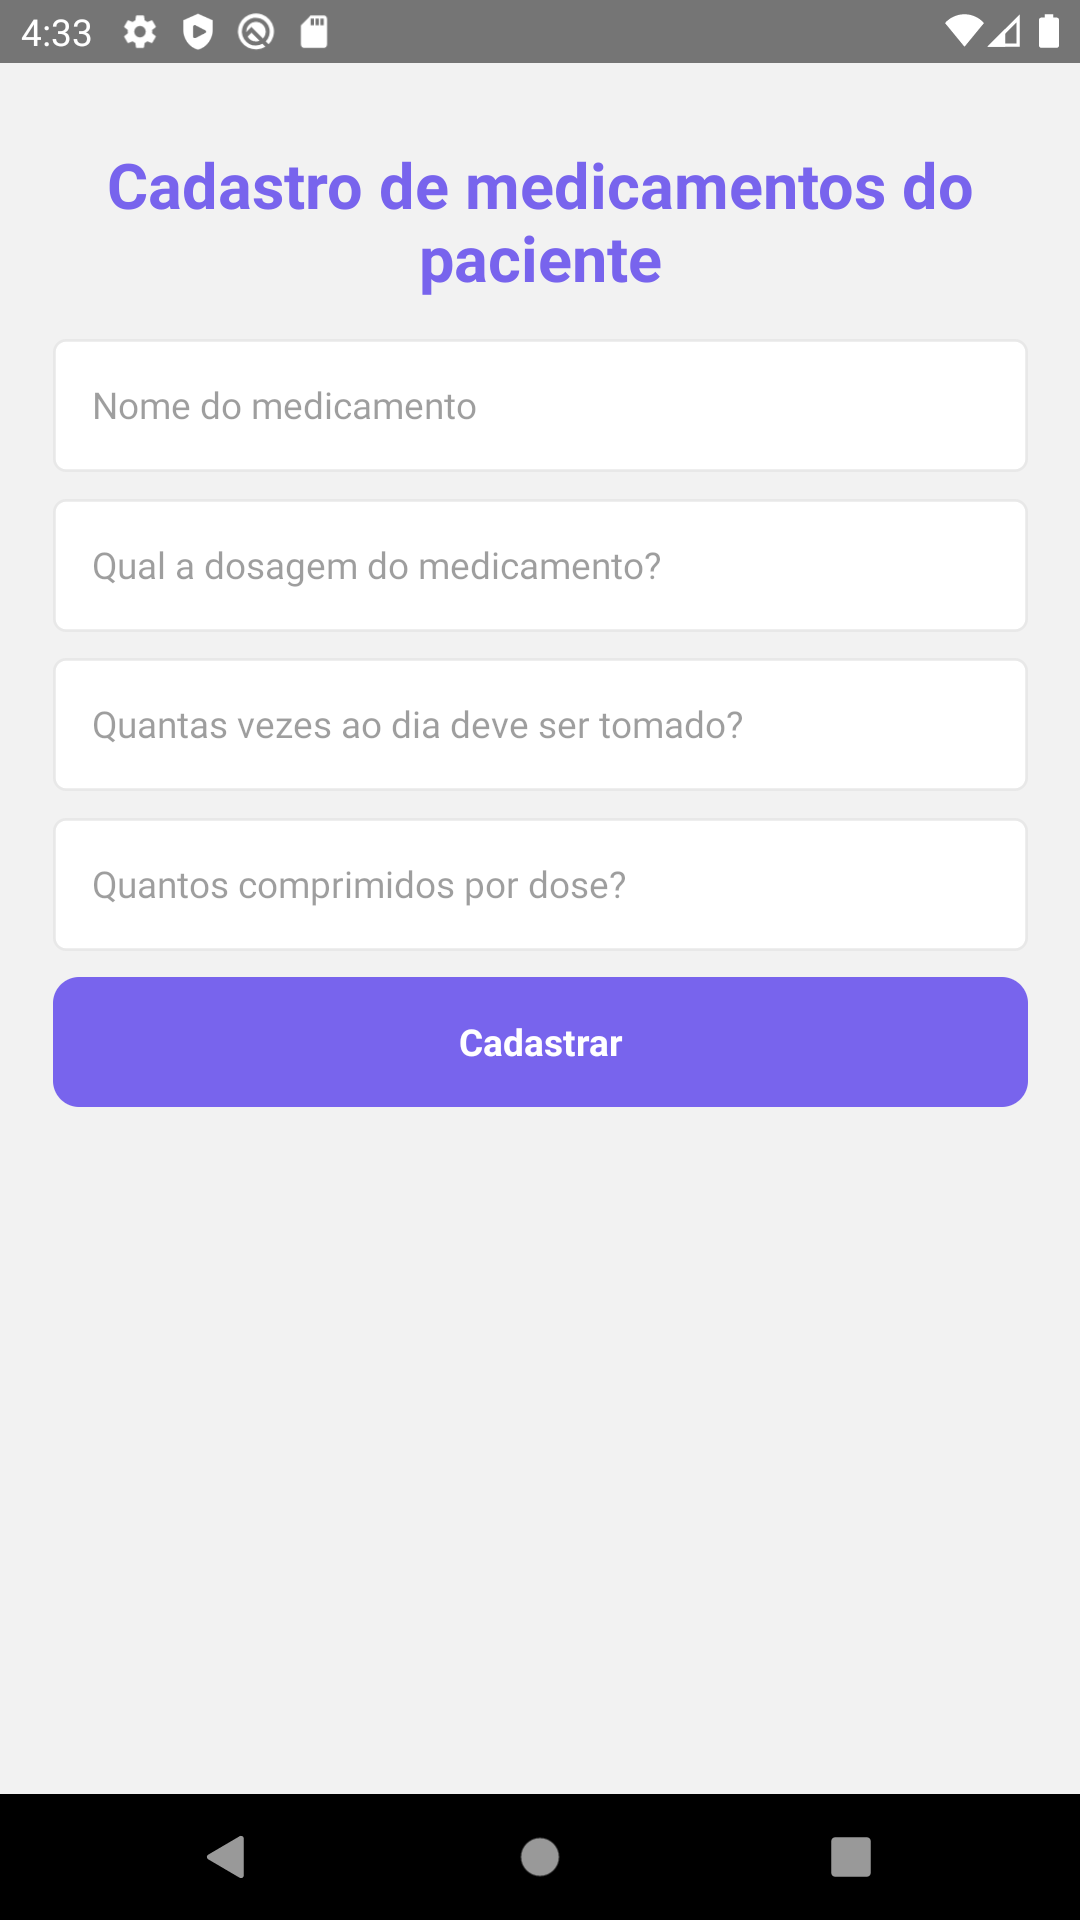 4:33
Cadastro de medicamentos do
paciente
Nome do medicamento
Qual a dosagem do medicamento?
Quantas vezes ao dia deve ser tomado?
Quantos comprimidos por dose?
Cadastrar